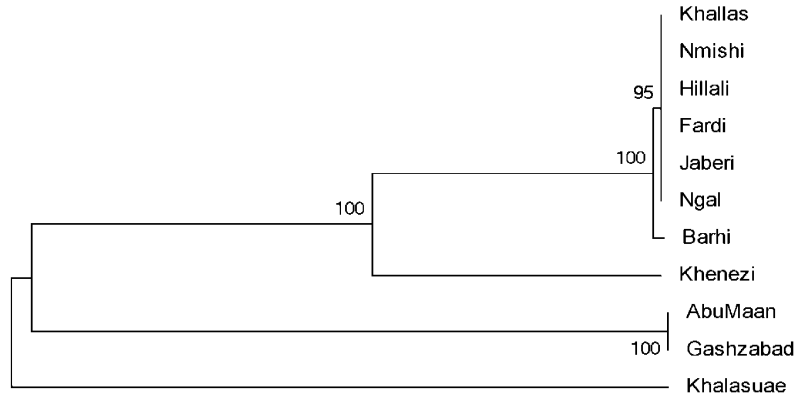 Khallas
Nmishi
Hillali
95
Fardi
100
Jaberi
Ngal
100
Barhi
Khenezi
AbuMaan
100
Gashzabad
Khalasuae